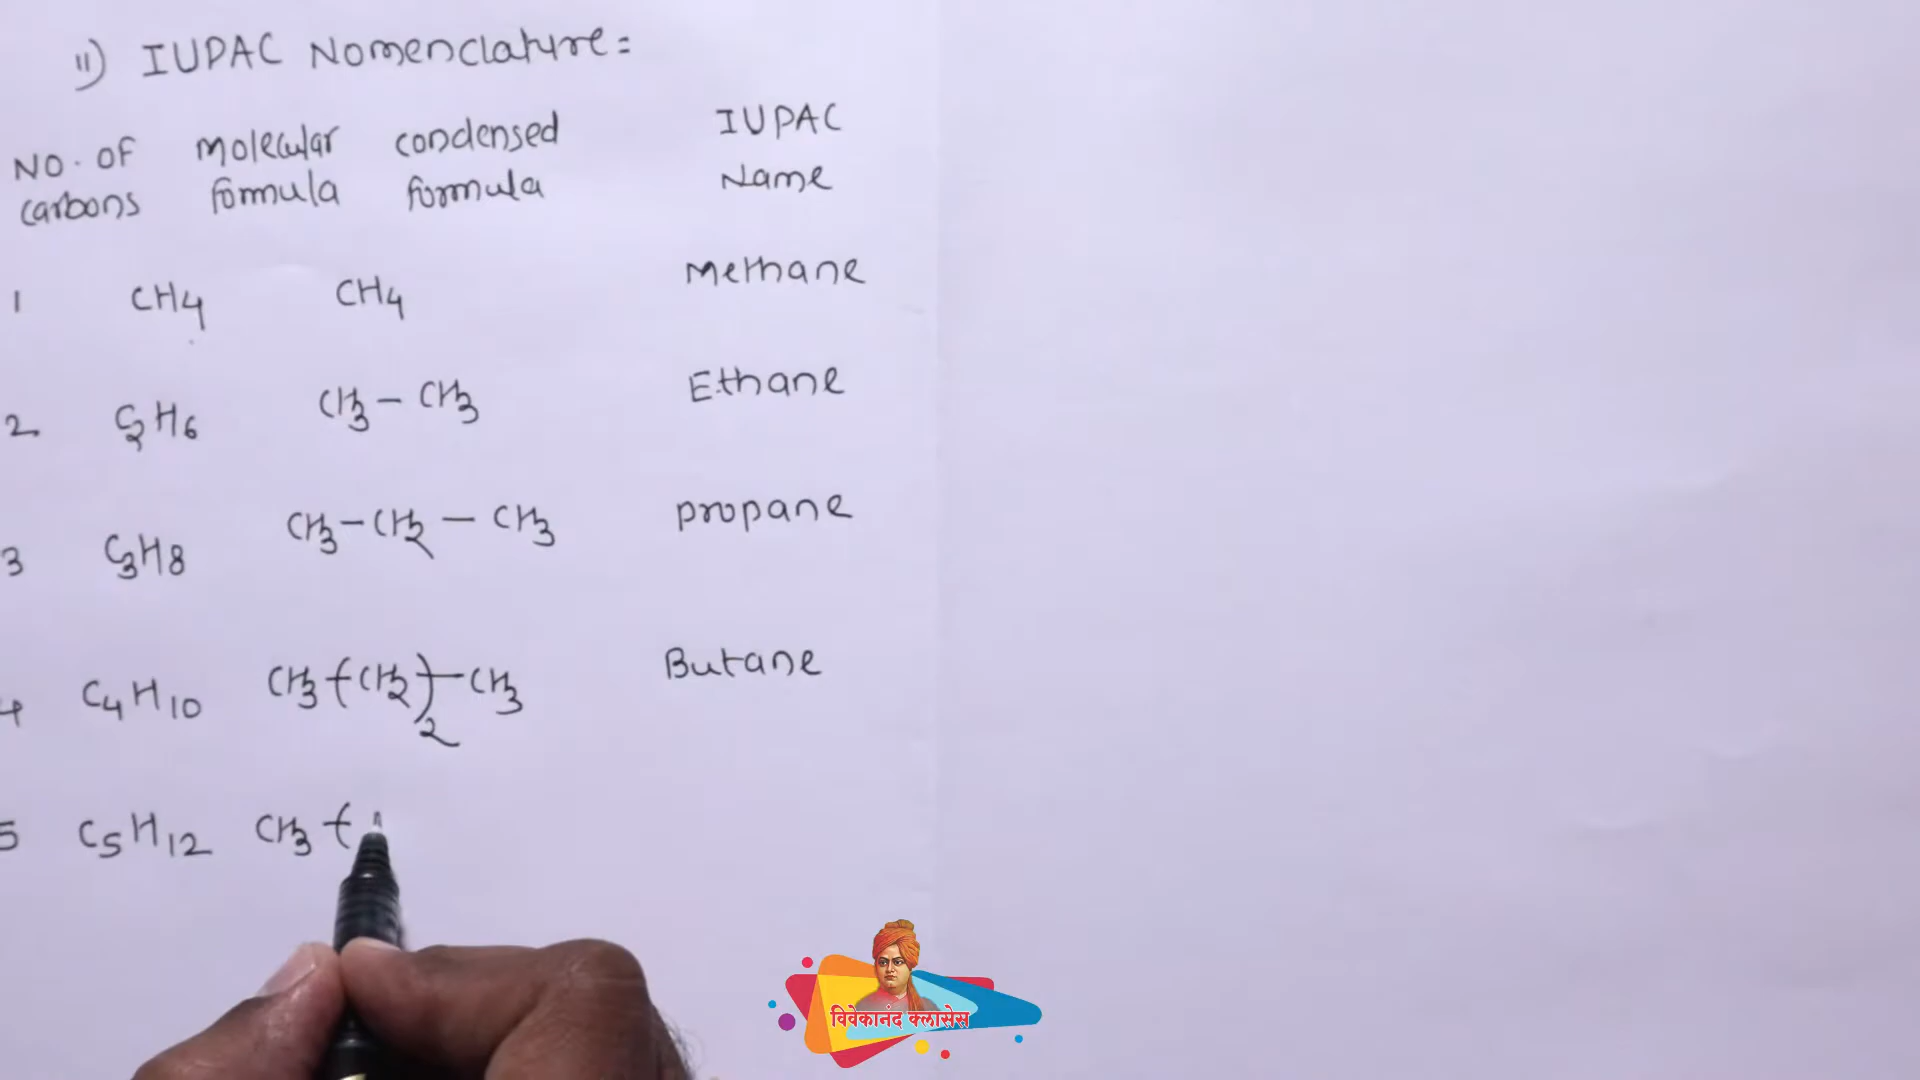 11) IUPAC Nomenclature =
No. of molecular condensed IUPAC
carbons formula formula Name
1 CH4 CH4 Methane
2 C2H6 CH3 - CH3 Ethane
3 C3H8 CH3 - CH2 - CH3 propane
4 C4H10 CH3 -(CH2)2- CH3 Butane
5 C5H12 CH3 -(
विवेकानंद क्लासेस